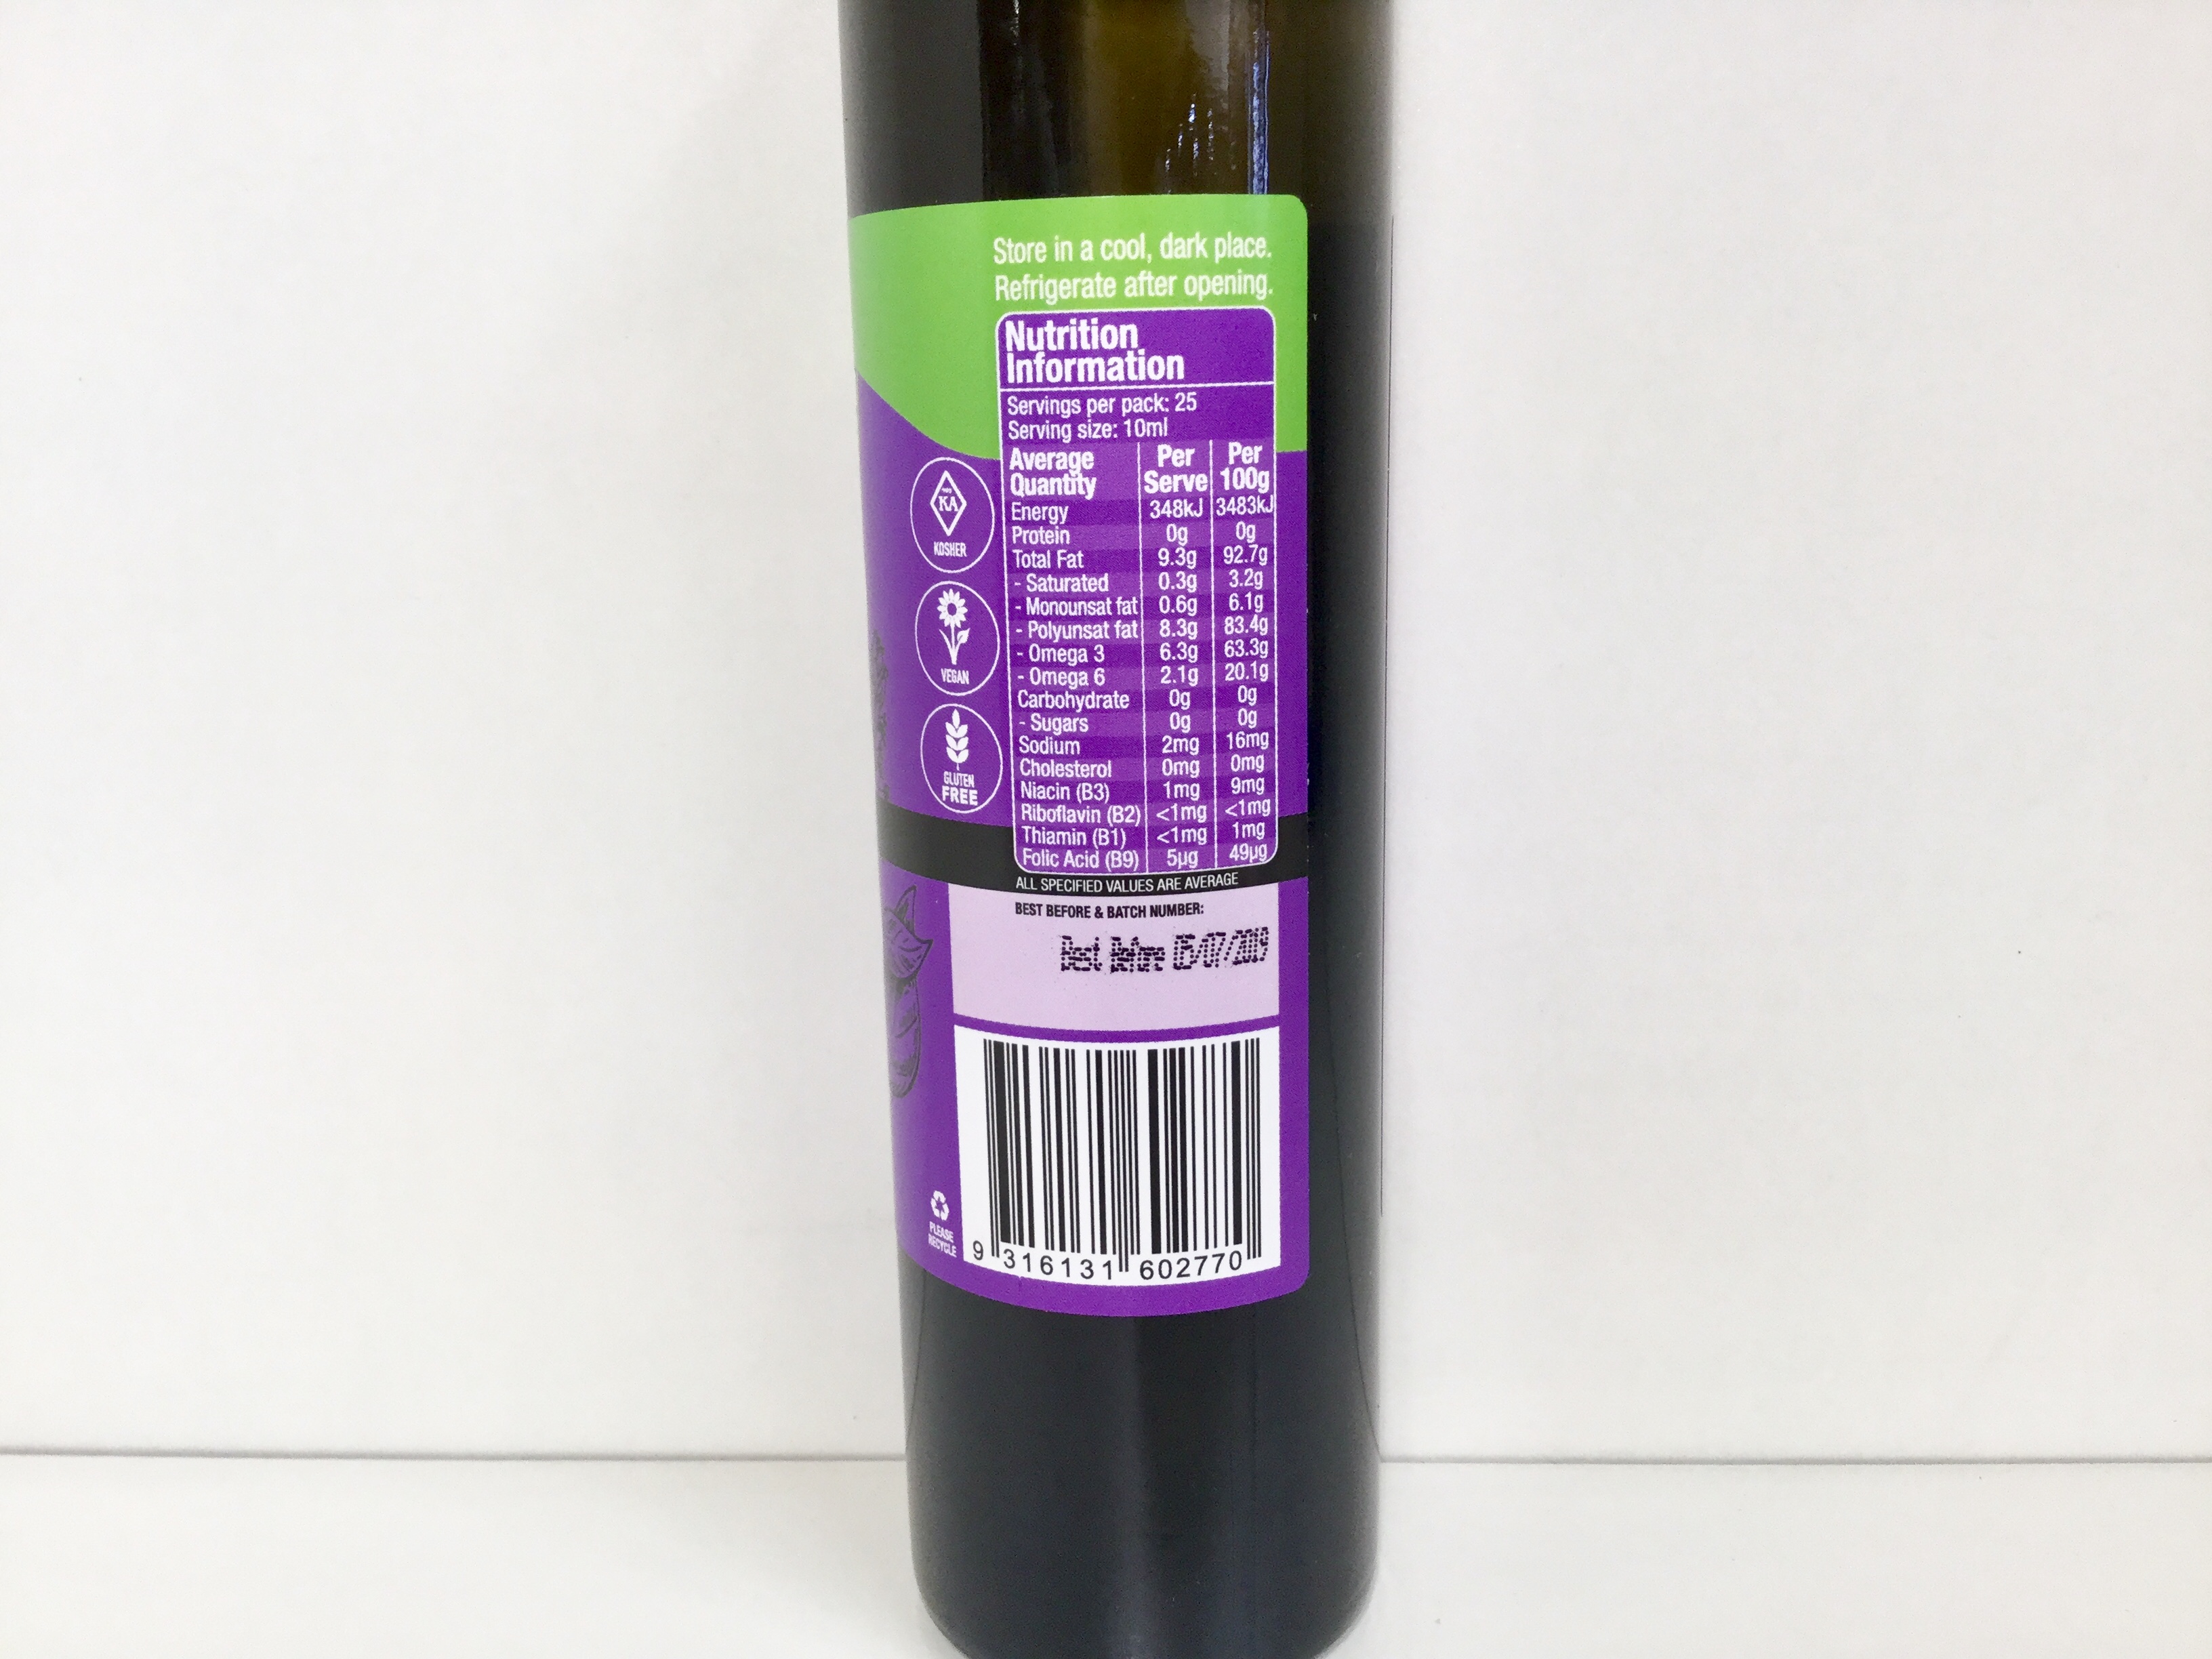 Store in a cool, dark place.
Refrigerate after opening.
Nutrition
Information
Servings per pack: 25
Serving size: 10ml
Average Quantity Per Serve Per 100g
Energy 348kJ 3483kJ
Protein 0g 0g
Total Fat 9.3g 92.7g
- Saturated 0.3g 3.2g
- Monounsat fat 0.6g 6.1g
- Polyunsat fat 8.3g 83.4g
- Omega 3 6.3g 63.3g
- Omega 6 2.1g 20.1g
Carbohydrate 0g 0g
- Sugars 0g 0g
Sodium 2mg 16mg
Cholesterol 0mg 0mg
Niacin (B3) 1mg 9mg
Riboflavin (B2) <1mg <1mg
Thiamin (B1) <1mg 1mg
Folic Acid (B9) 5µg 49µg
ALL SPECIFIED VALUES ARE AVERAGE
KA
KOSHER
VEGAN
GLUTEN
FREE
BEST BEFORE & BATCH NUMBER:
Best Before 05/07/2019
PLEASE
RECYCLE
9 316131 602770